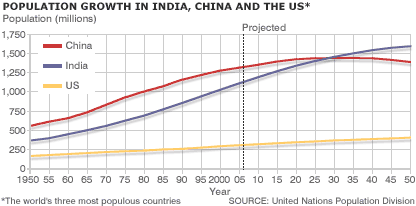 POPULATION GROWTH IN INDIA, CHINA AND THE US*
Population (millions)
Projected
1,750
1,500
1,250
1,000
750
500
250
0
China
India
US
1950 55 60 65 70 75 80 85 90 95 2000 05 10 15 20 25 30 35 40 45 50
Year
*The world's three most populous countries SOURCE: United Nations Population Division